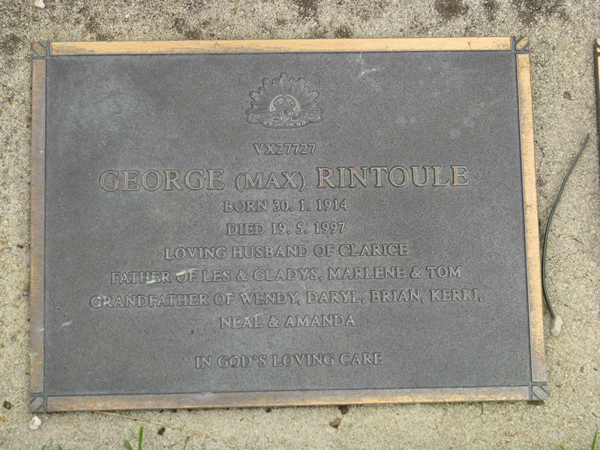 VX27727
GEORGE (MAX) RINTOULE
BORN 30. 1. 1914
DIED 19. 5. 1997
LOVING HUSBAND OF CLARICE
FATHER OF LES & GLADYS, MARLENE & TOM
GRANDFATHER OF WENDY, DARYL, BRIAN, KERRI,
NEAL & AMANDA
IN GOD'S LOVING CARE